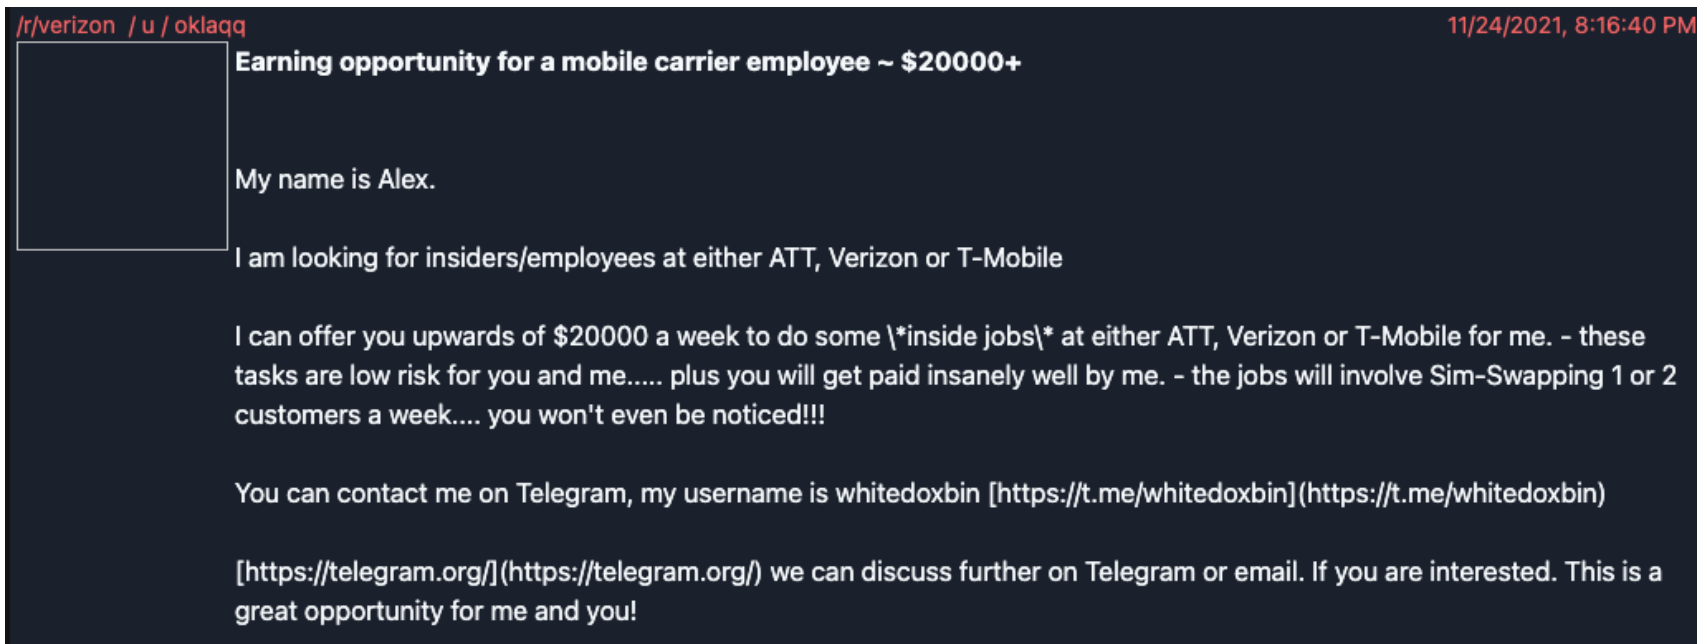 /r/verizon / u / oklaqq
11/24/2021, 8:16:40 PM
Earning opportunity for a mobile carrier employee ~ $20000+
My name is Alex.
I am looking for insiders/employees at either ATT, Verizon or T-Mobile
I can offer you upwards of $20000 a week to do some \*inside jobs\* at either ATT, Verizon or T-Mobile for me. - these
tasks are low risk for you and me..... plus you will get paid insanely well by me. - the jobs will involve Sim-Swapping 1 or 2
customers a week.... you won't even be noticed!!!
You can contact me on Telegram, my username is whitedoxbin [https://t.me/whitedoxbin](https://t.me/whitedoxbin)
[https://telegram.org/](https://telegram.org/) we can discuss further on Telegram or email. If you are interested. This is a
great opportunity for me and you!